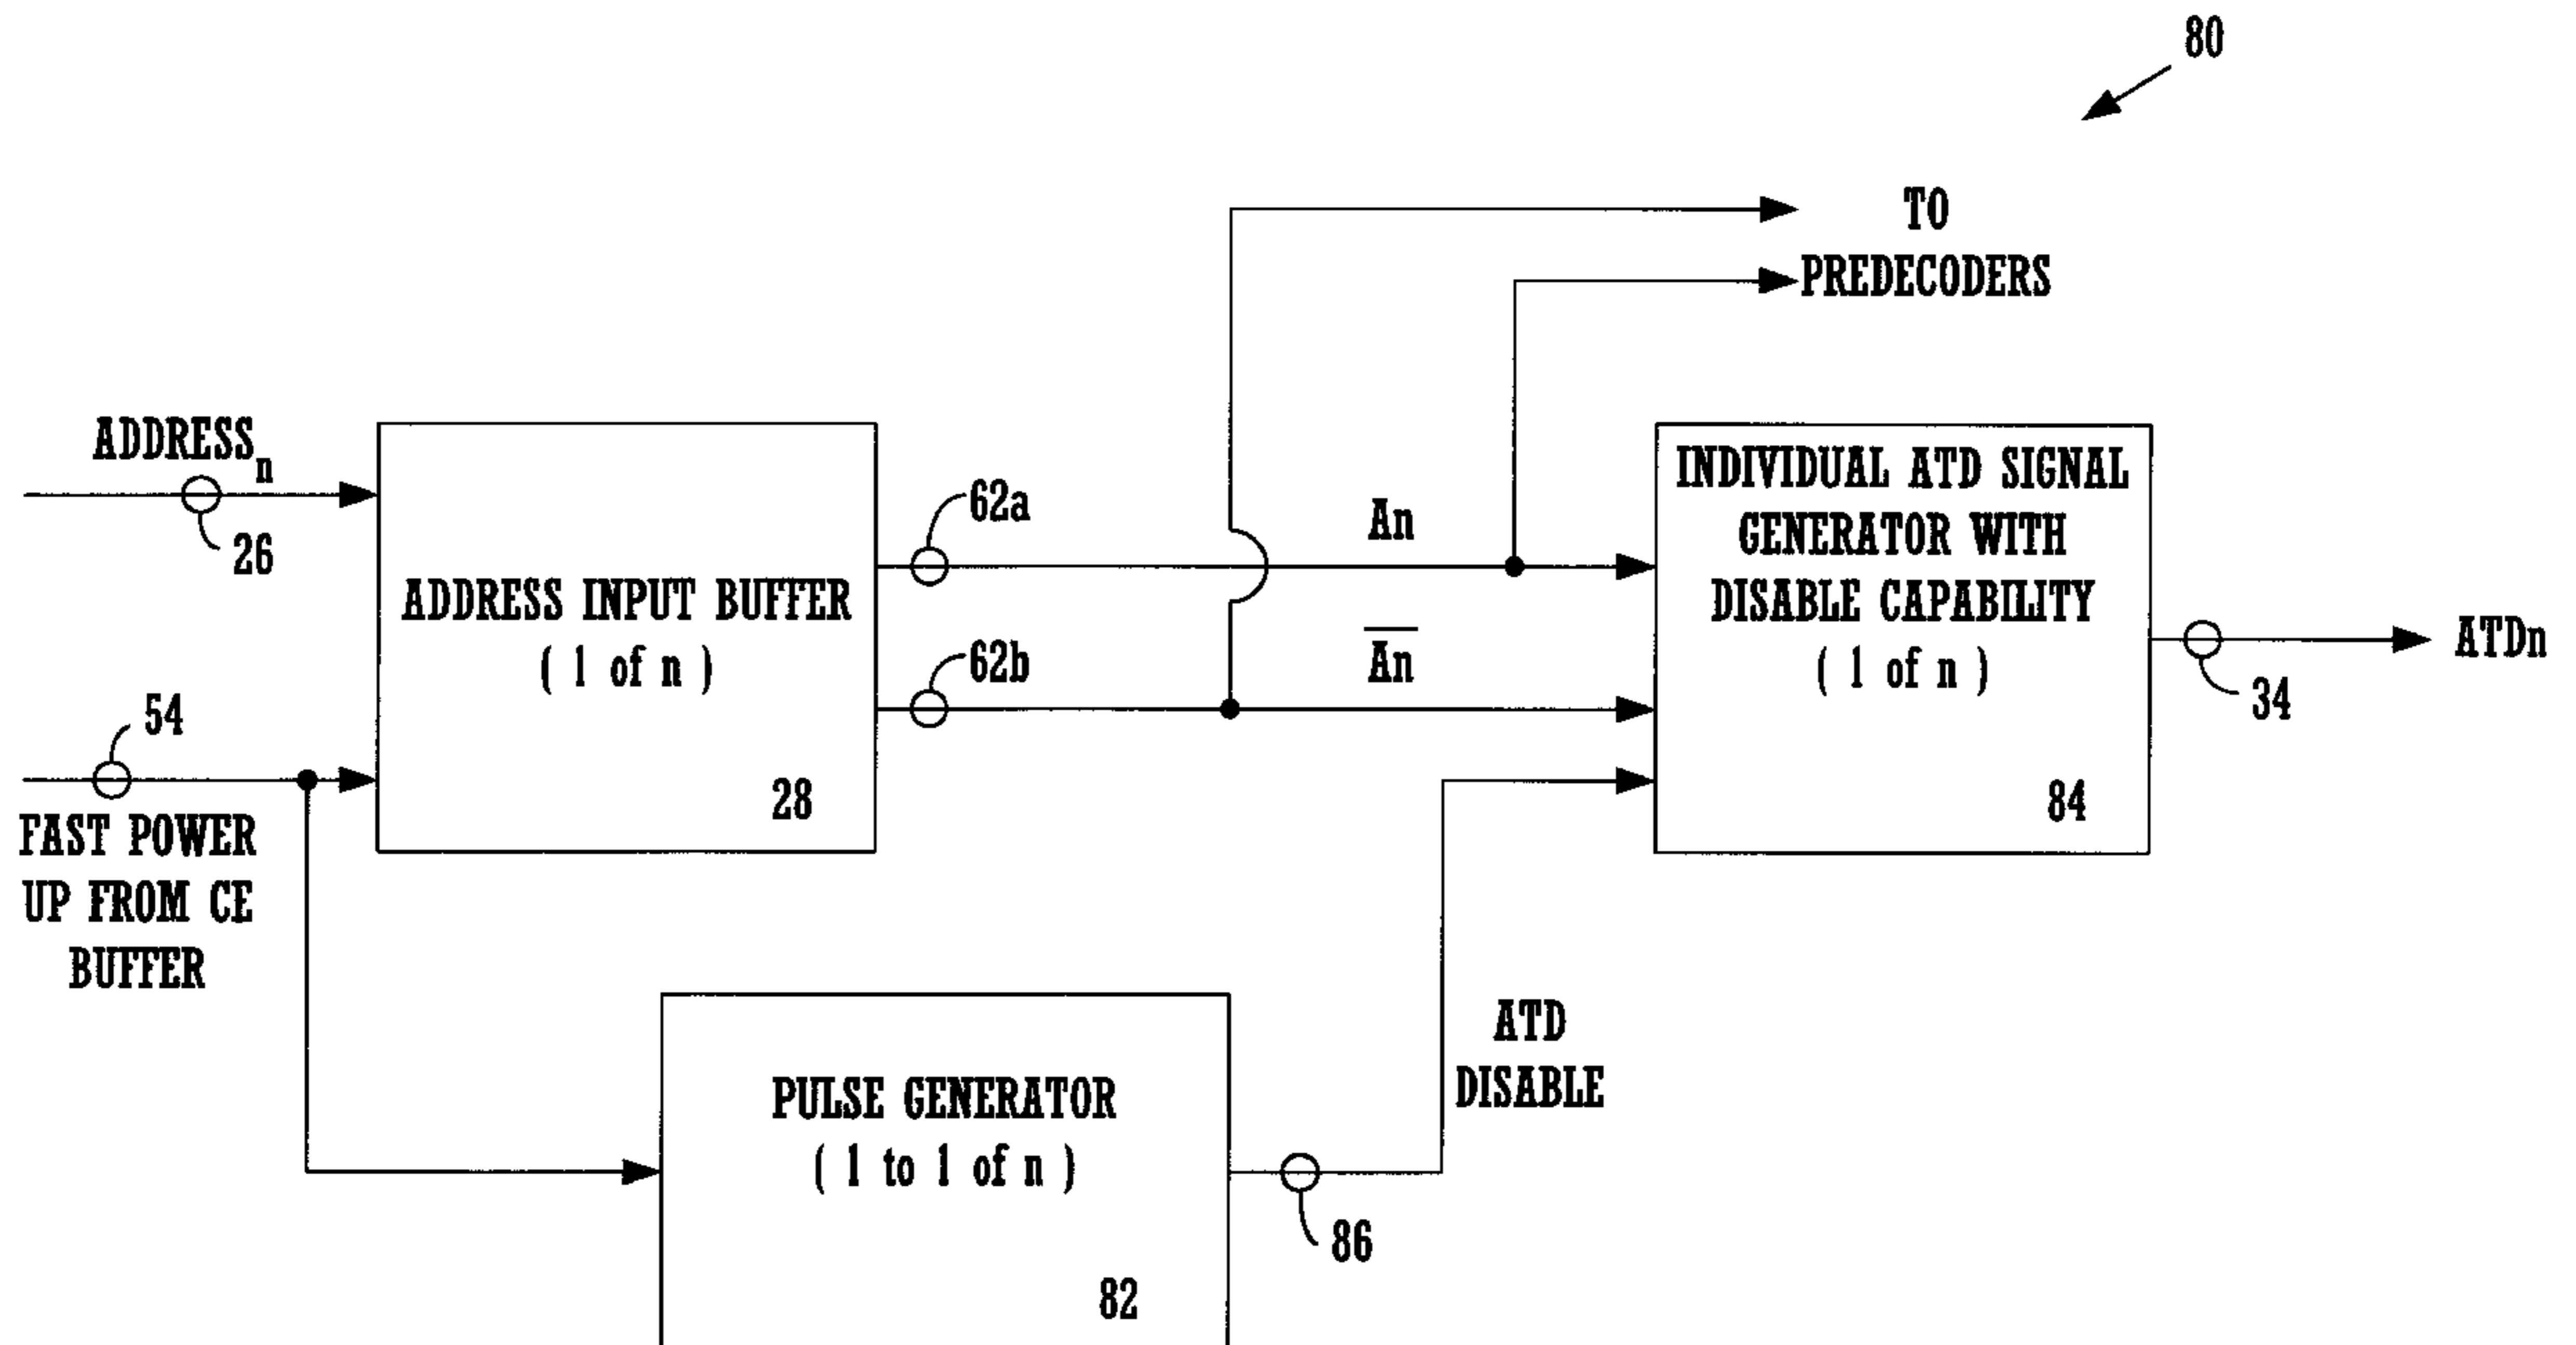 80
TO
PREDECODERS
ADDRESSn
26
62a
An
INDIVIDUAL ATD SIGNAL
GENERATOR WITH
DISABLE CAPABILITY
( 1 of n )
84
ADDRESS INPUT BUFFER
( 1 of n )
28
62b
A̅n̅
ATDn
34
54
FAST POWER
UP FROM CE
BUFFER
ATD
DISABLE
PULSE GENERATOR
( 1 to 1 of n )
82
86